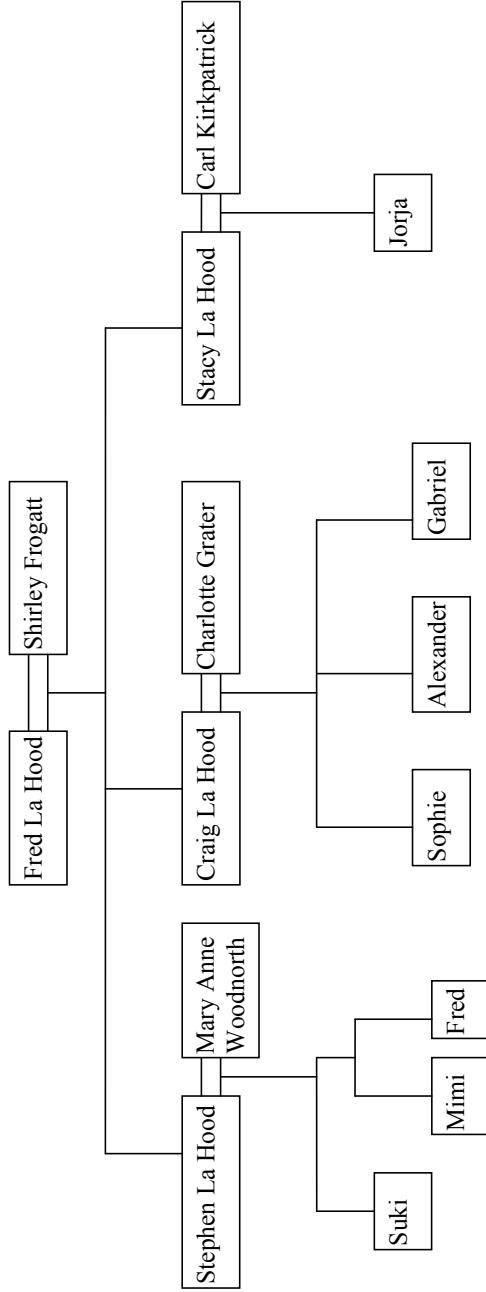 Fred La Hood
Shirley Frogatt
Stephen La Hood
Mary Anne
Woodnorth
Craig La Hood
Charlotte Grater
Stacy La Hood
Carl Kirkpatrick
Suki
Mimi
Fred
Sophie
Alexander
Gabriel
Jorja